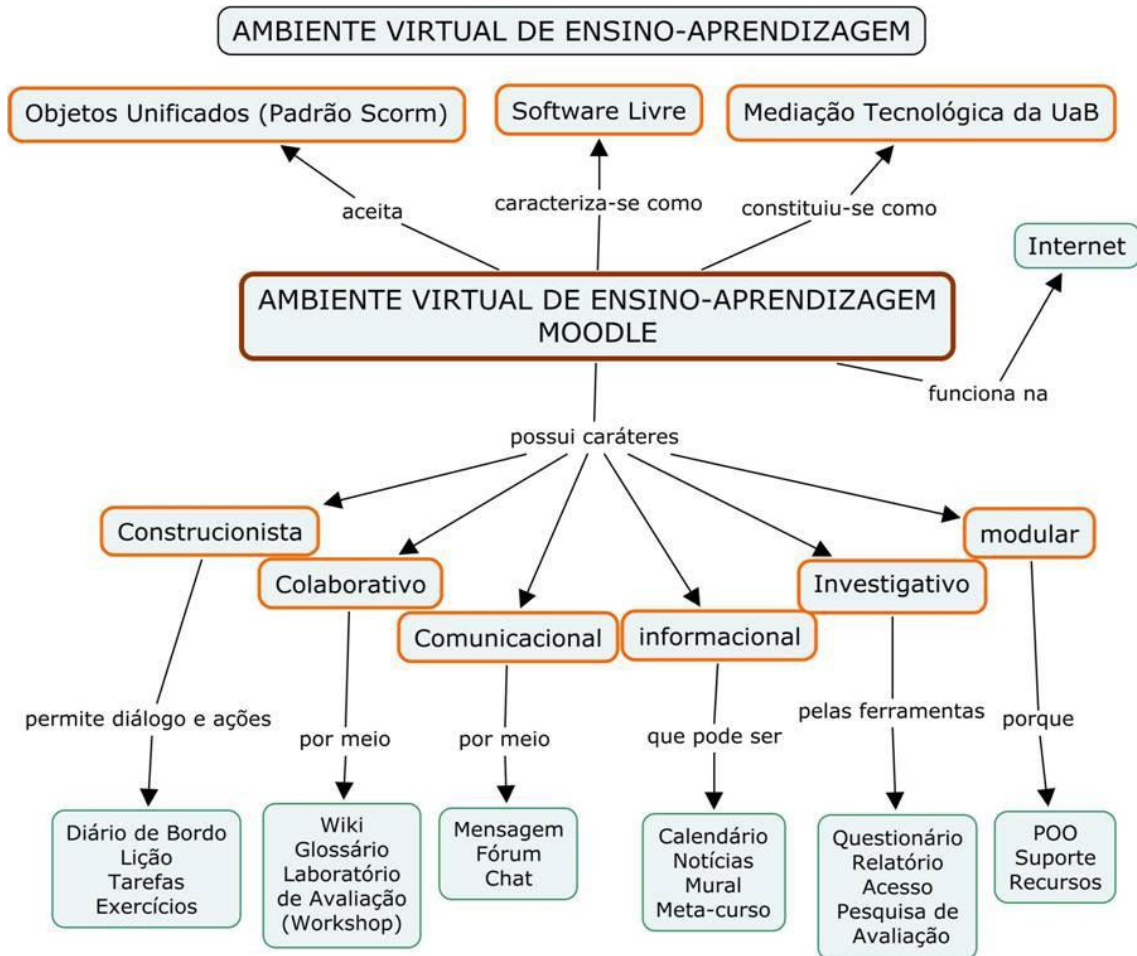 AMBIENTE VIRTUAL DE ENSINO-APRENDIZAGEM
Objetos Unificados (Padrão Scorm)
Software Livre
Mediação Tecnológica da UaB
aceita
caracteriza-se como
constituiu-se como
Internet
AMBIENTE VIRTUAL DE ENSINO-APRENDIZAGEM
MOODLE
funciona na
possui caráteres
Construcionista
Colaborativo
Comunicacional
informacional
Investigativo
modular
permite diálogo e ações
por meio
por meio
que pode ser
pelas ferramentas
porque
Diário de Bordo
Lição
Tarefas
Exercícios
Wiki
Glossário
Laboratório
de Avaliação
(Workshop)
Mensagem
Fórum
Chat
Calendário
Notícias
Mural
Meta-curso
Questionário
Relatório
Acesso
Pesquisa de
Avaliação
POO
Suporte
Recursos